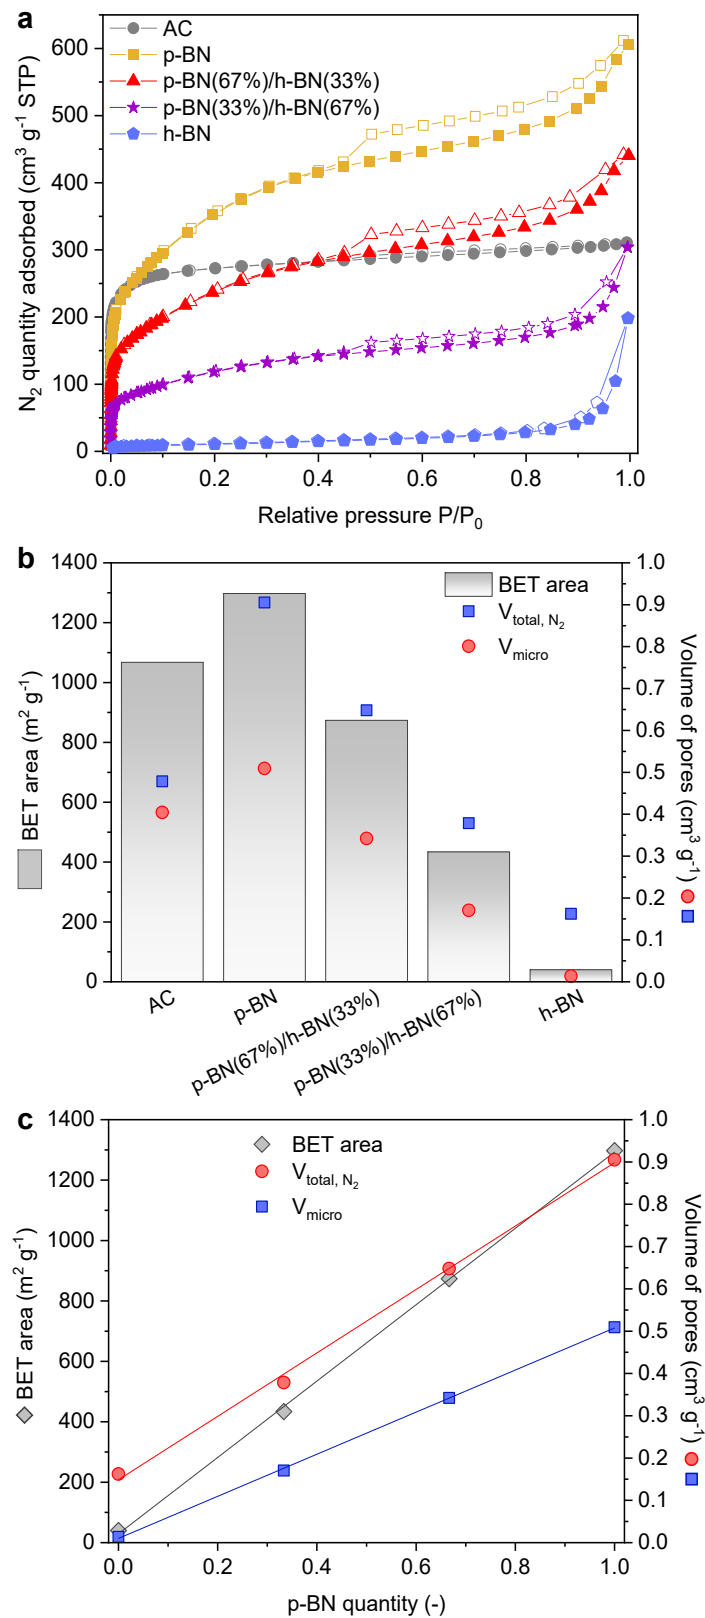 a
AC
p-BN
p-BN(67%)/h-BN(33%)
p-BN(33%)/h-BN(67%)
h-BN
N₂ quantity adsorbed (cm³ g⁻¹ STP)
600
500
400
300
200
100
0
0.0 0.2 0.4 0.6 0.8 1.0
Relative pressure P/P₀
b
BET area
V total, N₂
V micro
BET area (m² g⁻¹)
1400
1200
1000
800
600
400
200
0
1.0
0.9
0.8
0.7
0.6
0.5
0.4
0.3
0.2
0.1
0.0
Volume of pores (cm³ g⁻¹)
AC
p-BN
p-BN(67%)/h-BN(33%)
p-BN(33%)/h-BN(67%)
h-BN
c
BET area
V total, N₂
V micro
BET area (m² g⁻¹)
1400
1200
1000
800
600
400
200
0
1.0
0.9
0.8
0.7
0.6
0.5
0.4
0.3
0.2
0.1
0.0
Volume of pores (cm³ g⁻¹)
0.0 0.2 0.4 0.6 0.8 1.0
p-BN quantity (-)